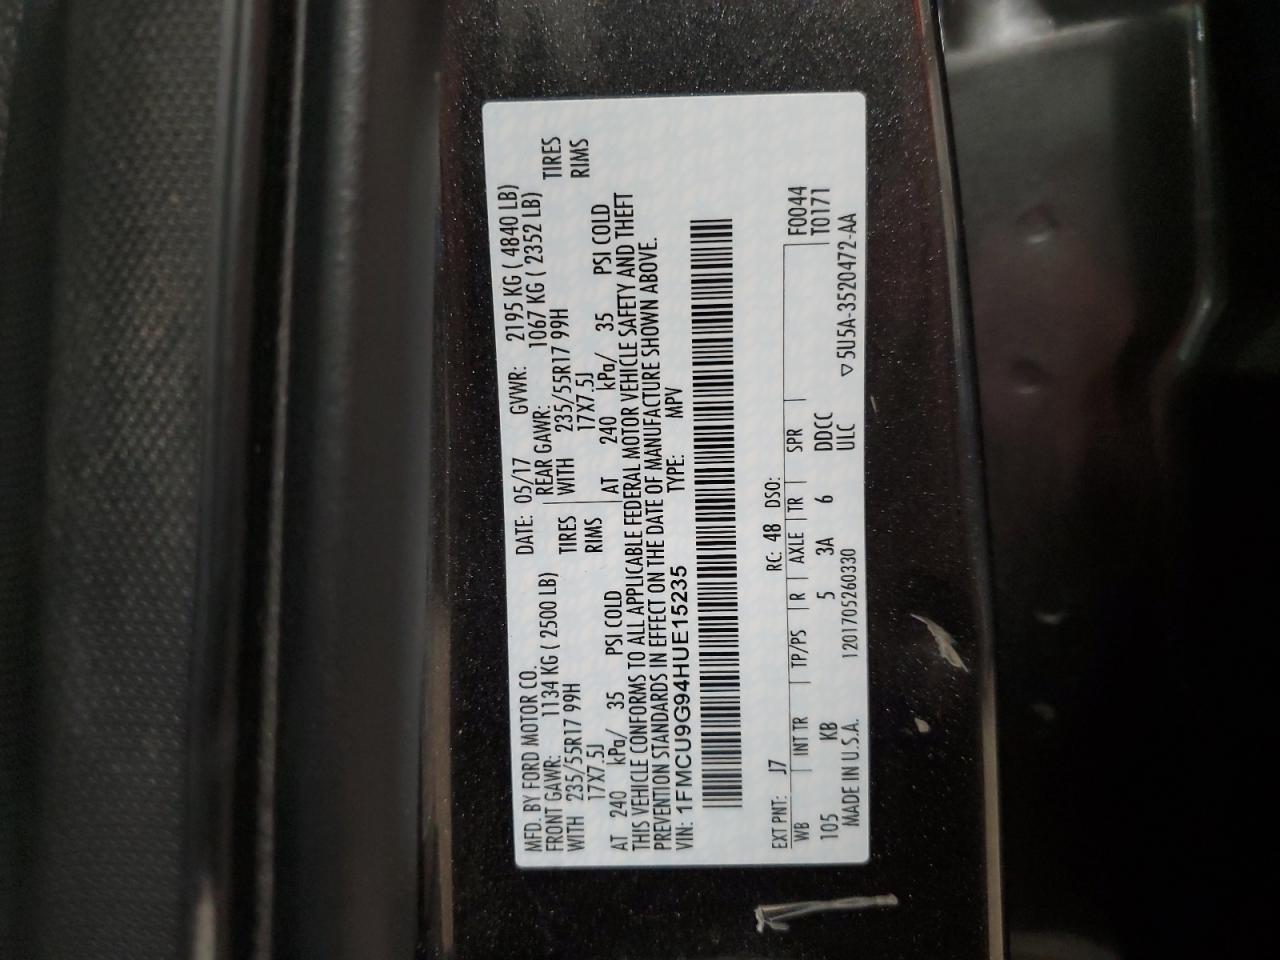 MFD. BY FORD MOTOR CO. DATE: 05/17 GVWR: 2195 KG ( 4840 LB)
FRONT GAWR: 1134 KG ( 2500 LB) REAR GAWR: 1067 KG ( 2352 LB)
WITH 235/55R17 99H TIRES WITH 235/55R17 99H TIRES
17X7.5J RIMS 17X7.5J RIMS
AT 240 kPa/ 35 PSI COLD AT 240 kPa/ 35 PSI COLD
THIS VEHICLE CONFORMS TO ALL APPLICABLE FEDERAL MOTOR VEHICLE SAFETY AND THEFT
PREVENTION STANDARDS IN EFFECT ON THE DATE OF MANUFACTURE SHOWN ABOVE.
VIN: 1FMCU9G94HUE15235 TYPE: MPV
EXT PNT: J7 RC: 48 DSO:
WB INT TR TP/PS R AXLE TR SPR F0044
T0171
105 KB 5 3A 6 DDCC
MADE IN U.S.A. 1201705260330 ULC ▽5U5A-3520472-AA